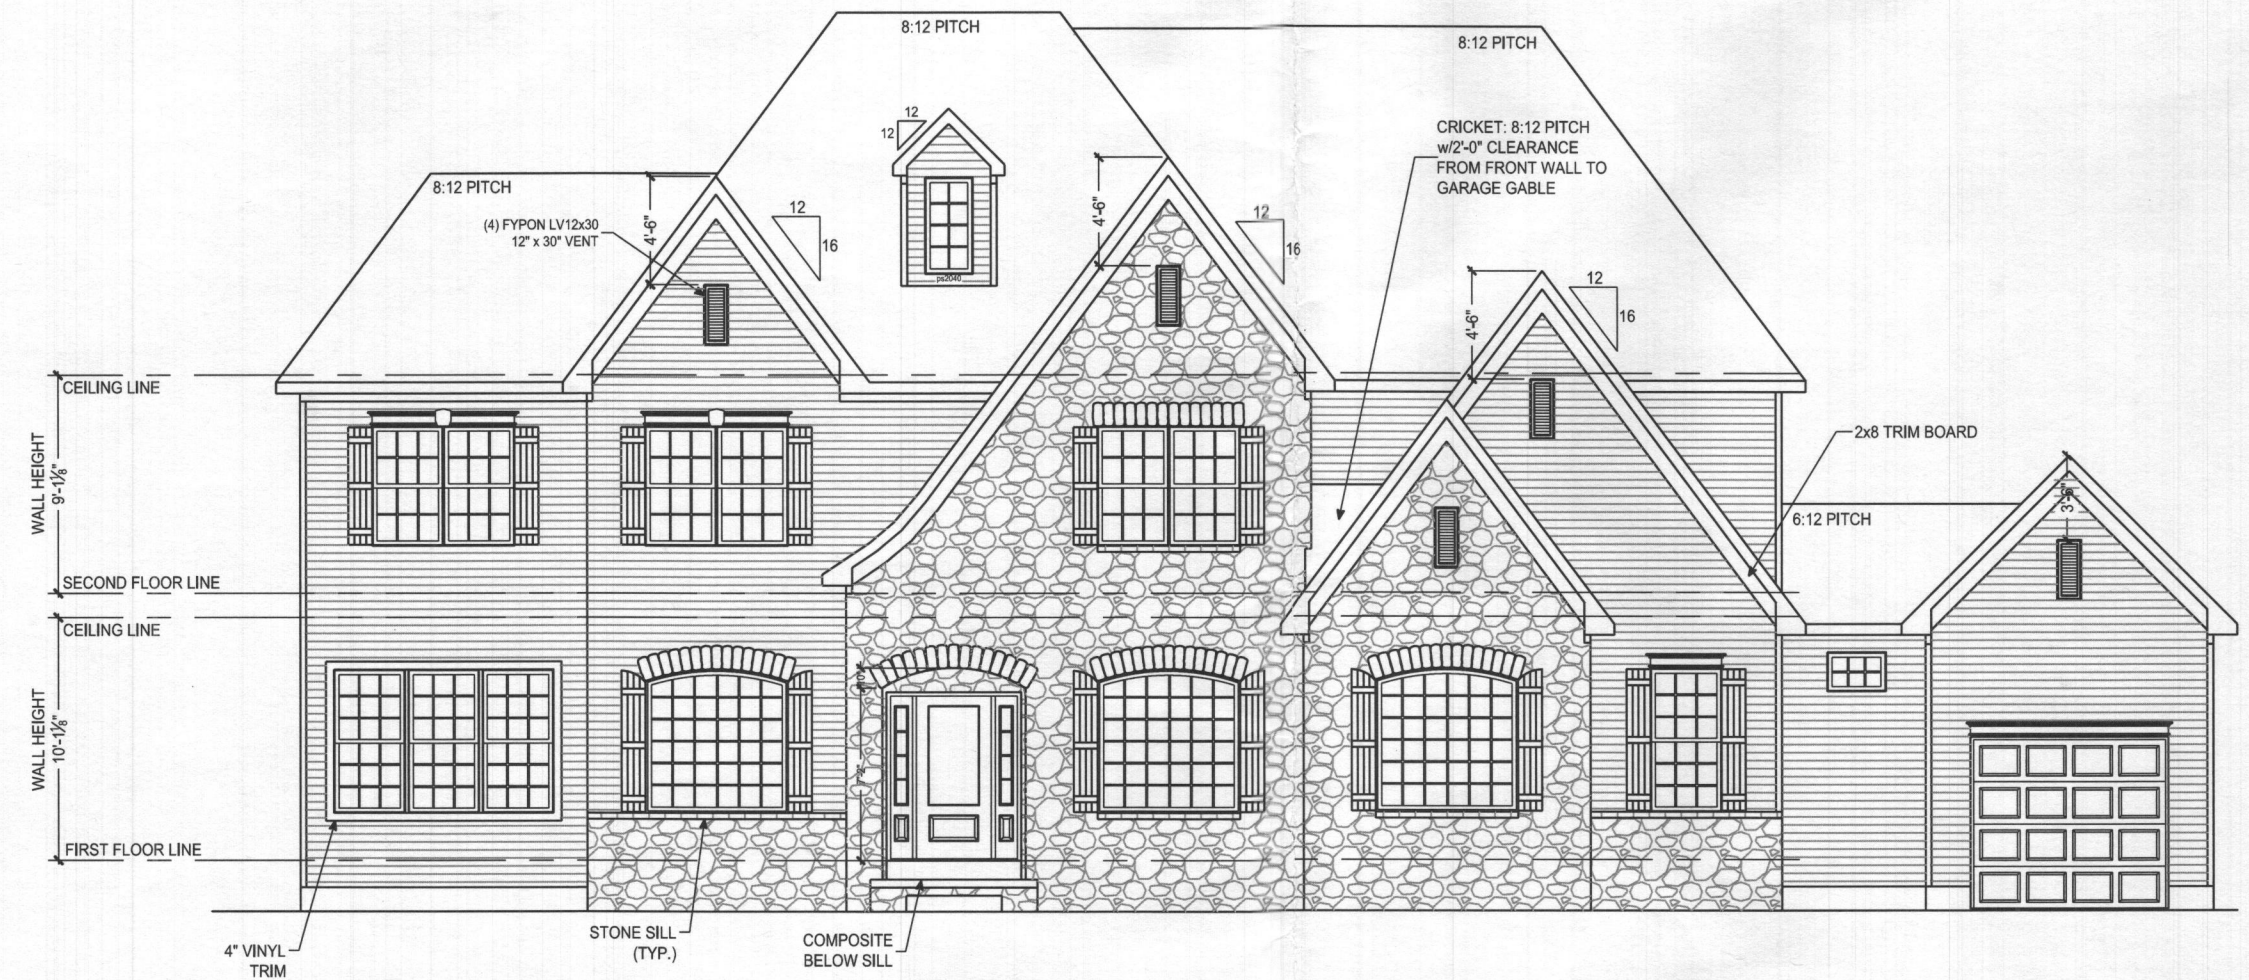 8:12 PITCH
8:12 PITCH
12
12
CRICKET: 8:12 PITCH
w/2'-0" CLEARANCE
FROM FRONT WALL TO
GARAGE GABLE
8:12 PITCH
4'-6"
12
16
(4) FYPON LV12x30
12" x 30" VENT
4'-6"
12
16
ps2040
12
16
4'-6"
CEILING LINE
WALL HEIGHT
9'-1⅛"
2x8 TRIM BOARD
3'-6"
6:12 PITCH
SECOND FLOOR LINE
CEILING LINE
WALL HEIGHT
10'-1⅛"
10"
7'-2"
FIRST FLOOR LINE
4" VINYL
TRIM
STONE SILL
(TYP.)
COMPOSITE
BELOW SILL